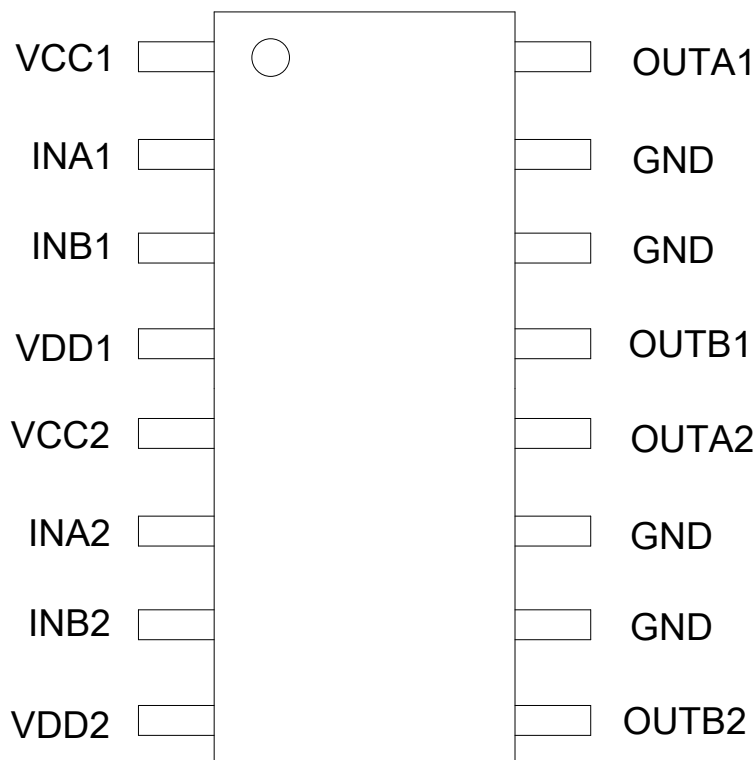 VCC1 OUTA1
INA1 GND
INB1 GND
VDD1 OUTB1
VCC2 OUTA2
INA2 GND
INB2 GND
VDD2 OUTB2